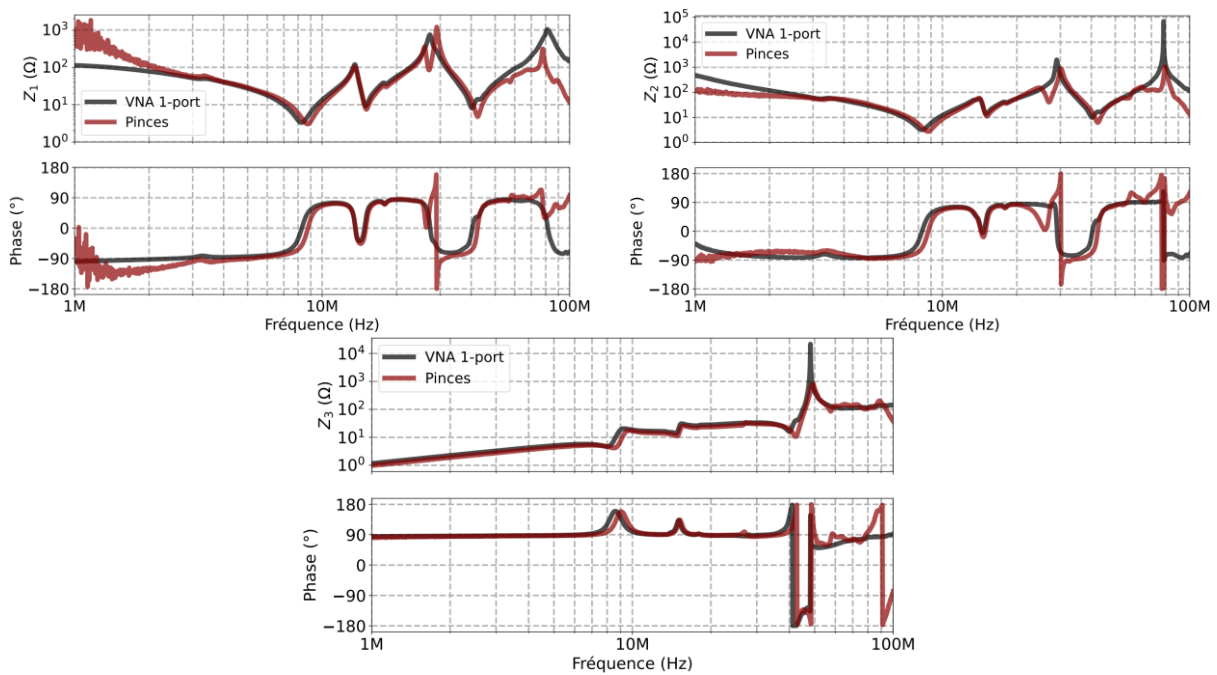 10³
10²
10¹
10⁰
Z₁ (Ω)
VNA 1-port
Pinces
180
90
0
−90
−180
Phase (°)
1M
10M
100M
Fréquence (Hz)
10⁵
10⁴
10³
10²
10¹
10⁰
Z₂ (Ω)
VNA 1-port
Pinces
180
90
0
−90
−180
Phase (°)
1M
10M
100M
Fréquence (Hz)
10⁴
10³
10²
10¹
10⁰
Z₃ (Ω)
VNA 1-port
Pinces
180
90
0
−90
−180
Phase (°)
1M
10M
100M
Fréquence (Hz)